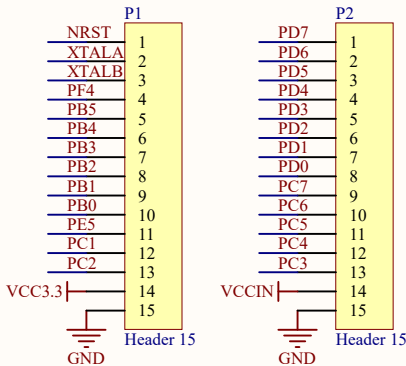 P1
NRST 1
XTALA 2
XTALB 3
PF4 4
PB5 5
PB4 6
PB3 7
PB2 8
PB1 9
PB0 10
PE5 11
PC1 12
PC2 13
VCC3.3 14
15
GND
Header 15
P2
PD7 1
PD6 2
PD5 3
PD4 4
PD3 5
PD2 6
PD1 7
PD0 8
PC7 9
PC6 10
PC5 11
PC4 12
PC3 13
VCCIN 14
15
GND
Header 15